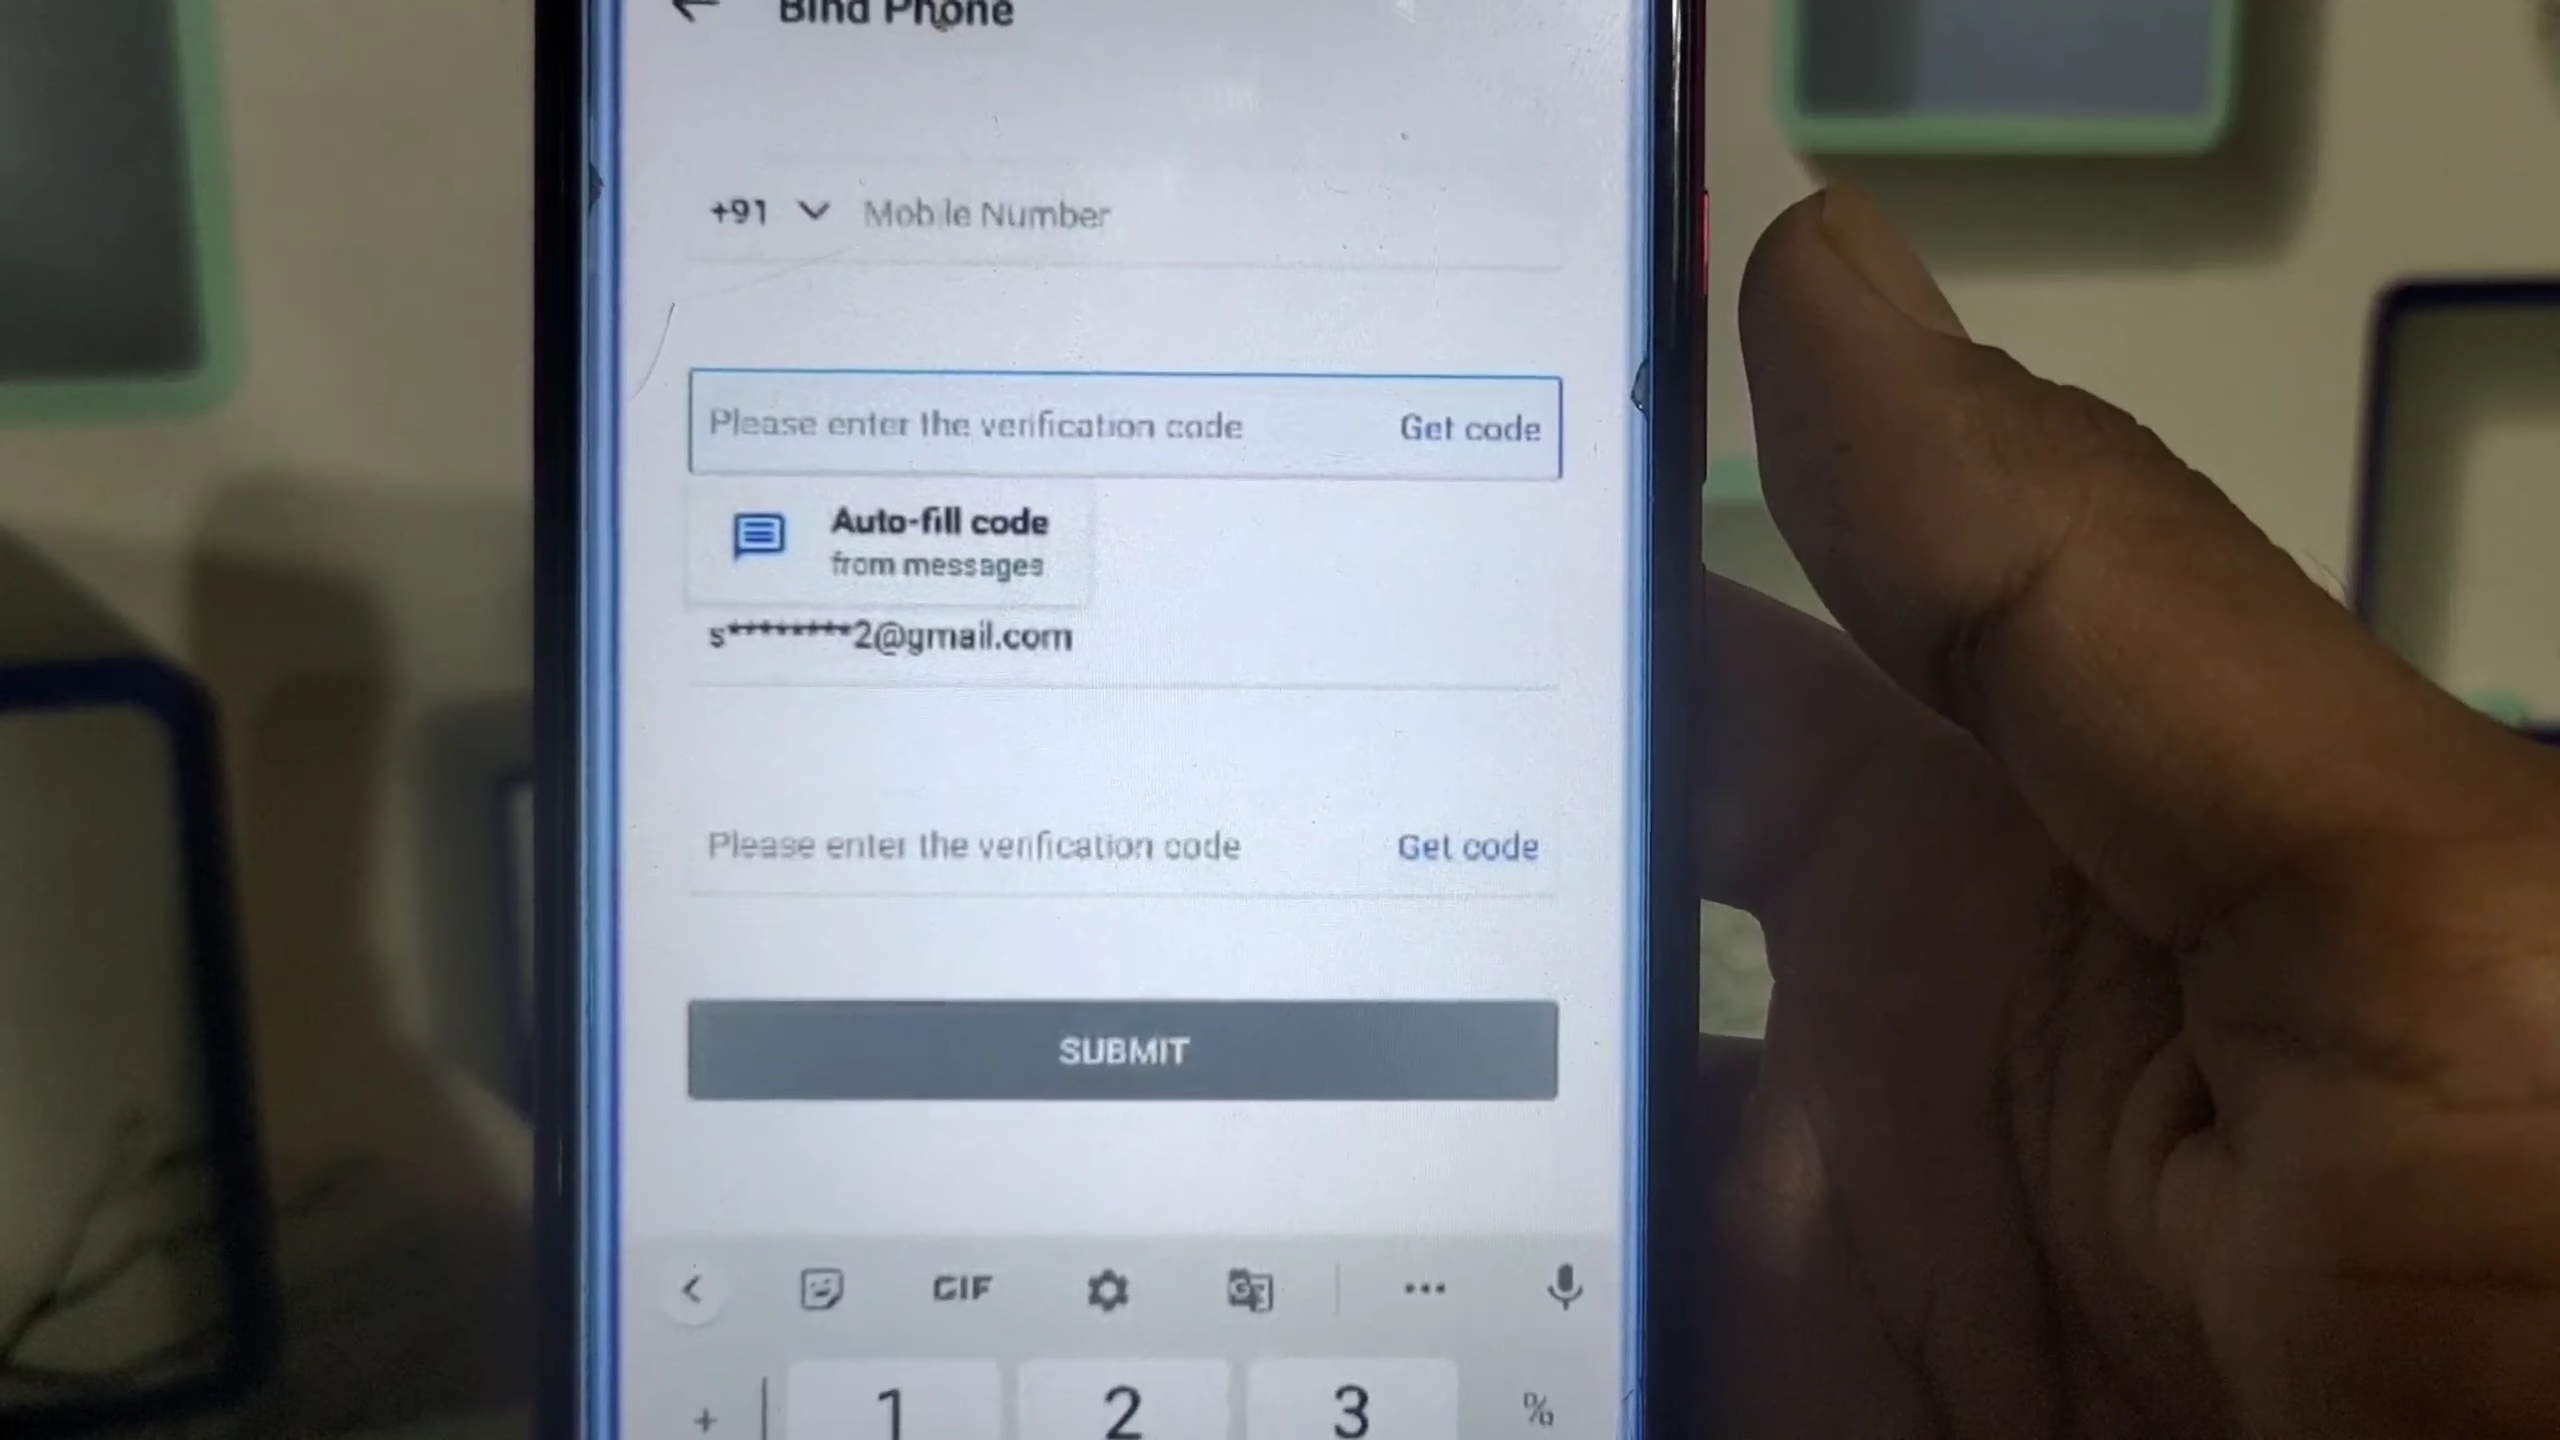 Bind Phone
+91 Mobile Number
Please enter the verification code Get code
Auto-fill code
from messages
s********2@gmail.com
Please enter the verification code Get code
SUBMIT
GIF
+ 1 2 3 %